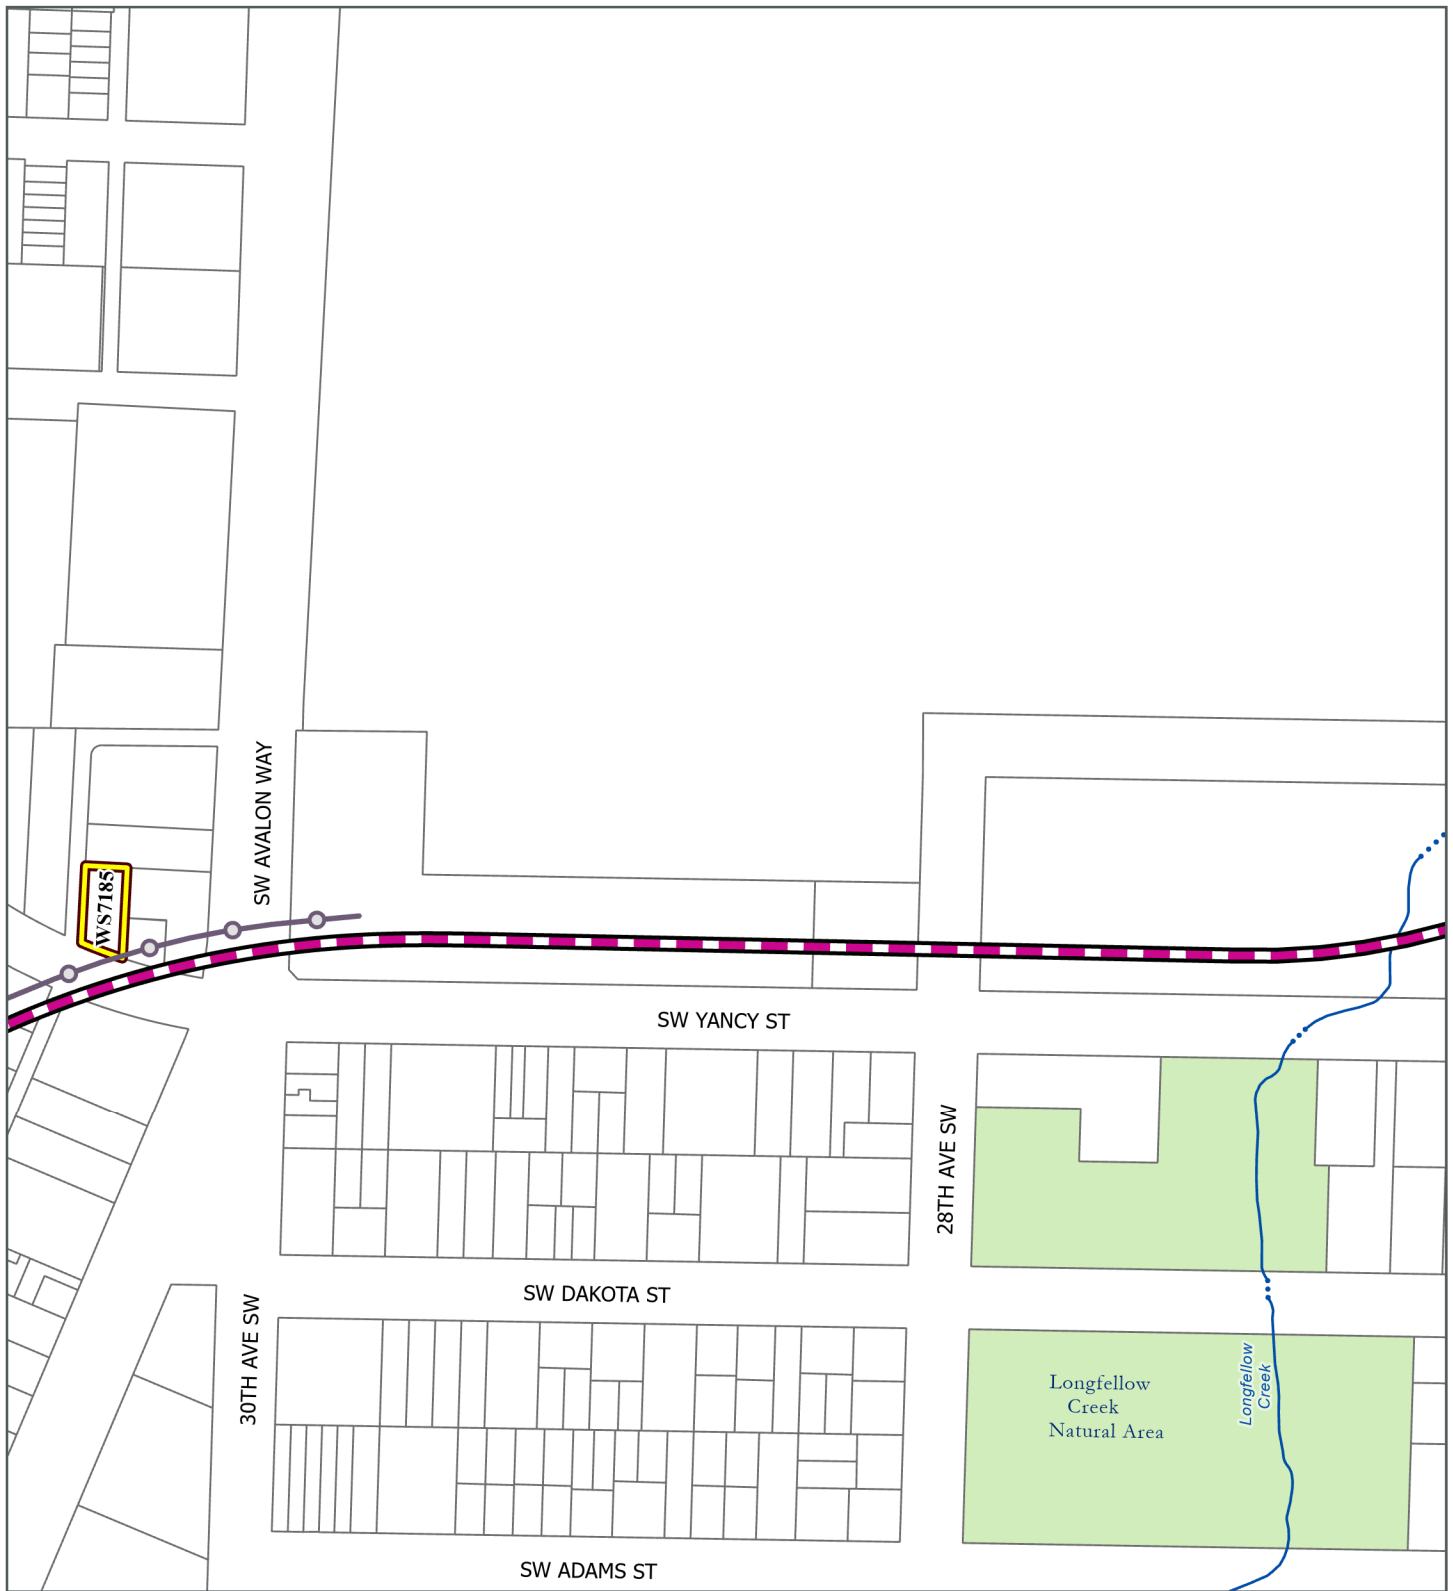 SW AVALON WAY
WS7185
SW YANCY ST
28TH AVE SW
SW DAKOTA ST
30TH AVE SW
Longfellow
Creek
Natural Area
Longfellow
Creek
SW ADAMS ST